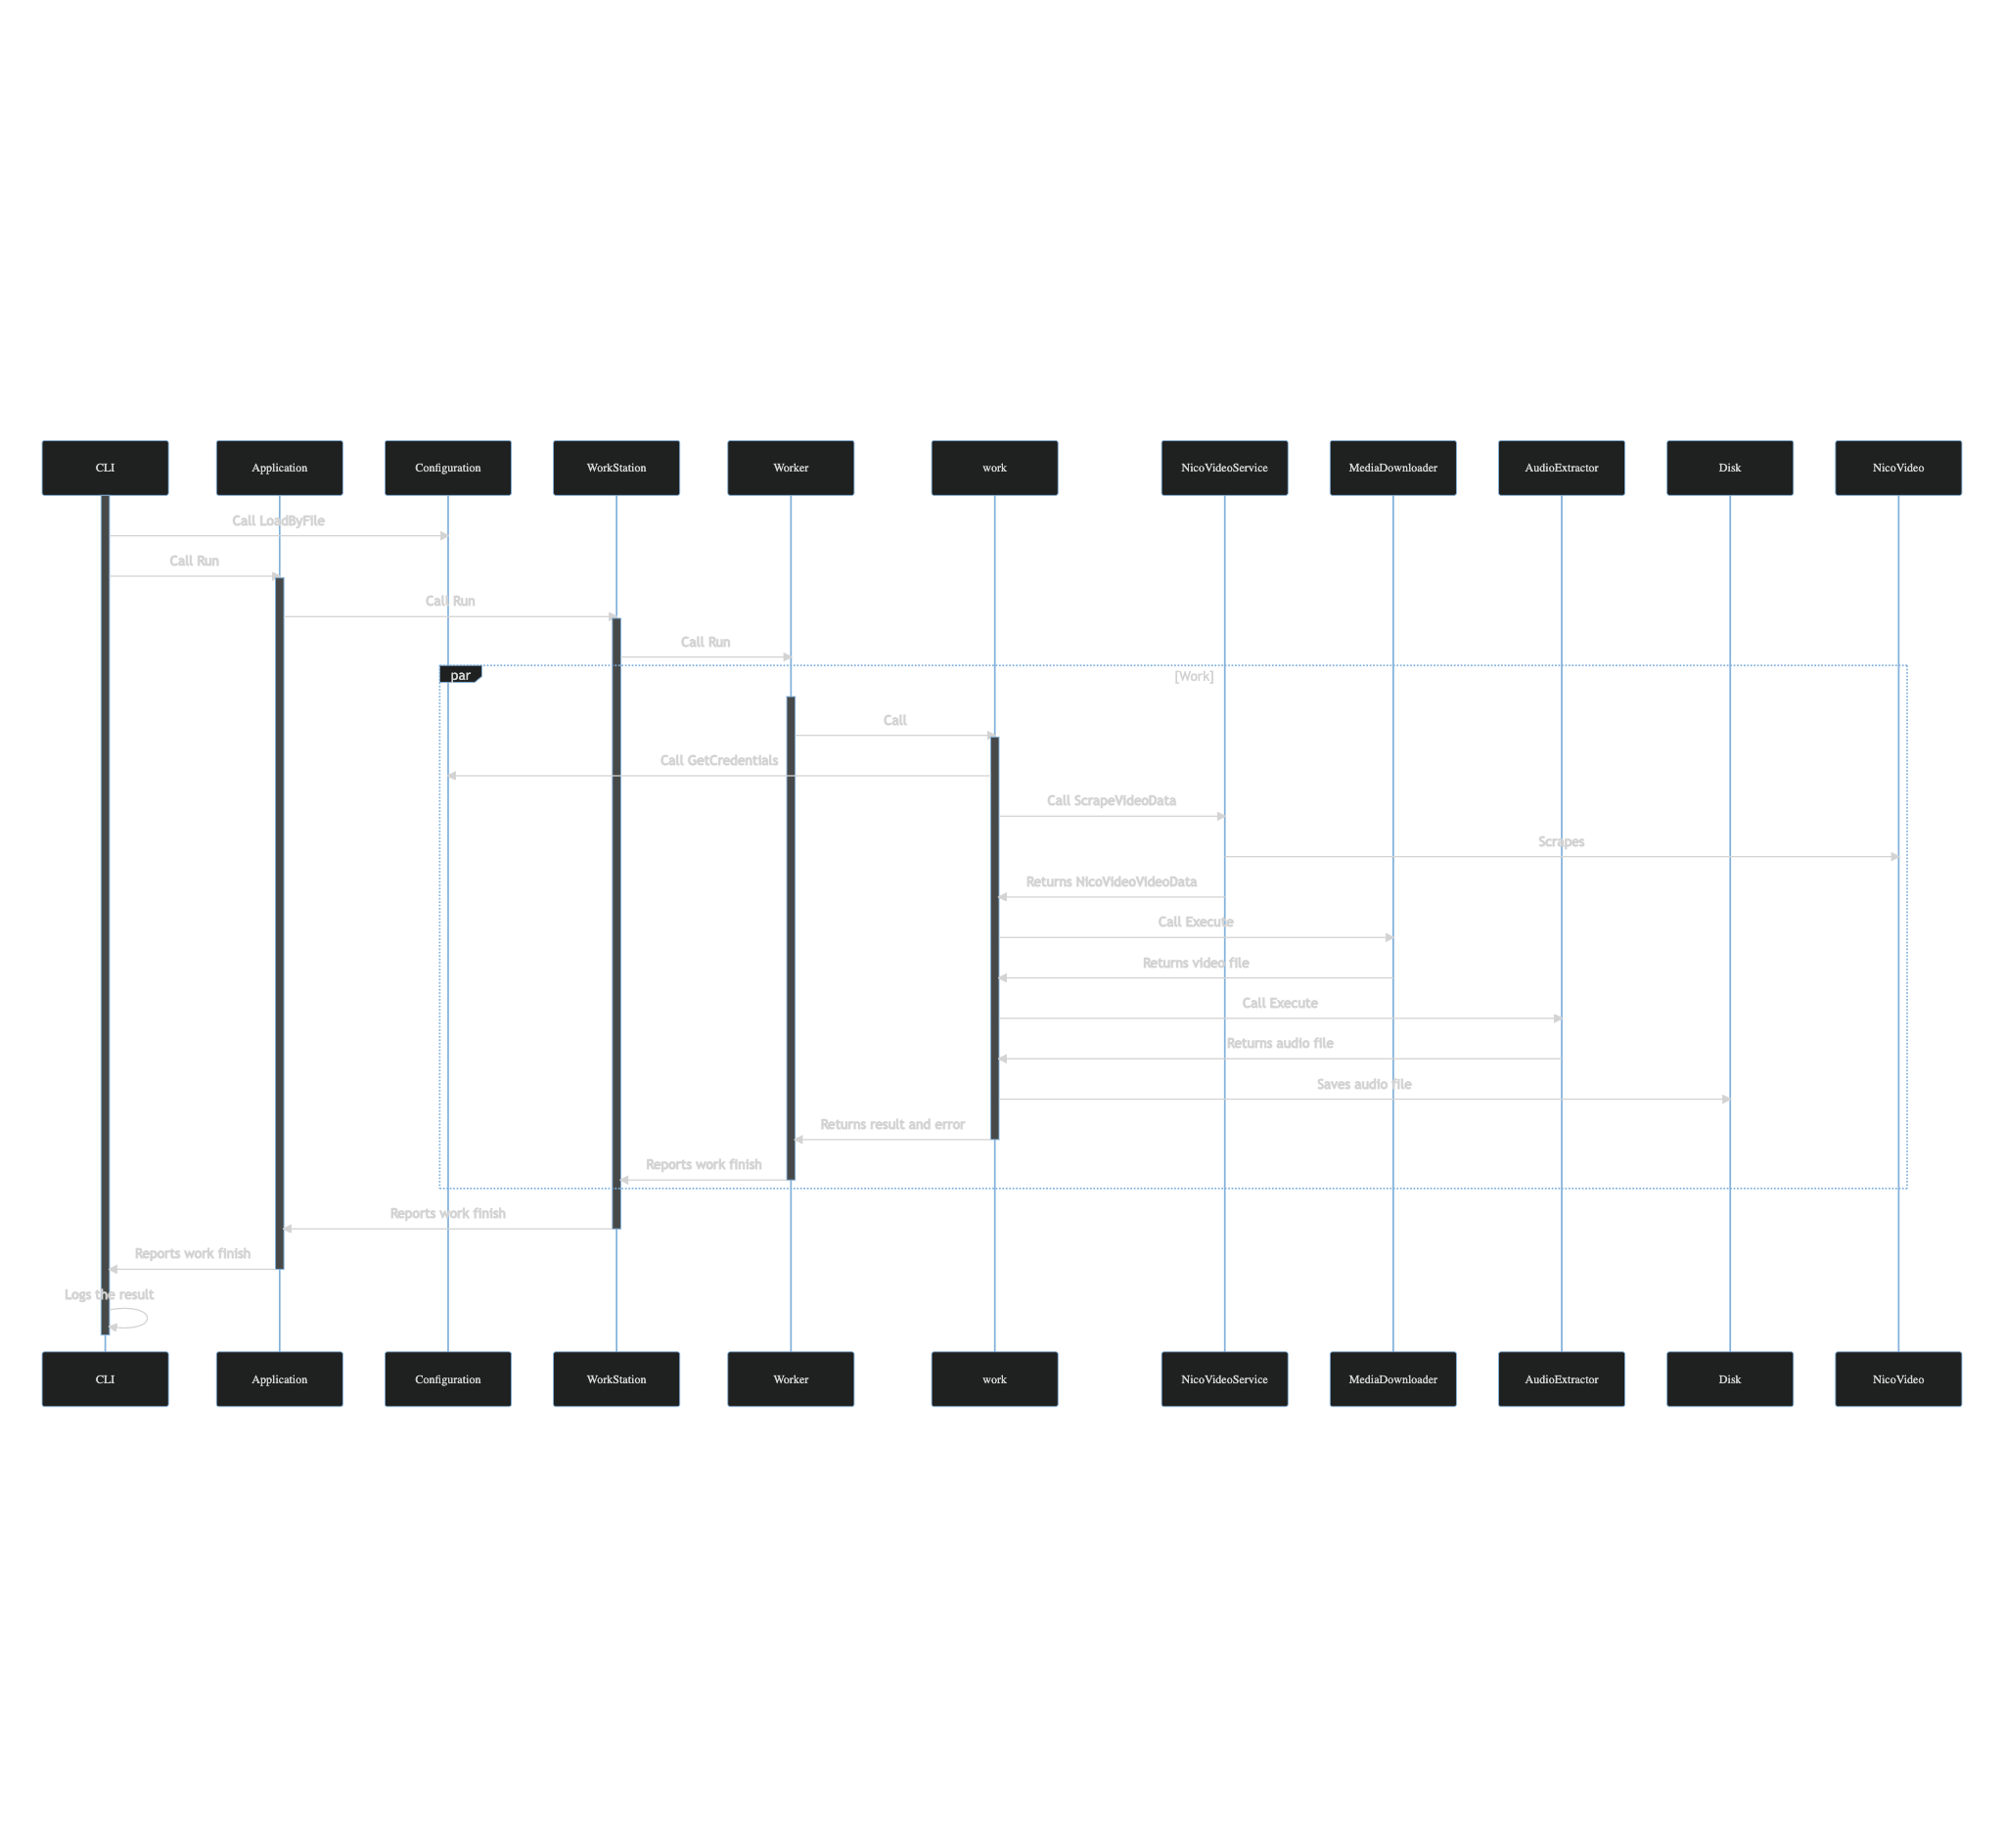 CLI
Application
Configuration
WorkStation
Worker
work
NicoVideoService
MediaDownloader
AudioExtractor
Disk
NicoVideo
Call LoadByFile
Call Run
Call Run
Call Run
par
[Work]
Call
Call GetCredentials
Call ScrapeVideoData
Scrapes
Returns NicoVideoVideoData
Call Execute
Returns video file
Call Execute
Returns audio file
Saves audio file
Returns result and error
Reports work finish
Reports work finish
Reports work finish
Logs the result
CLI
Application
Configuration
WorkStation
Worker
work
NicoVideoService
MediaDownloader
AudioExtractor
Disk
NicoVideo